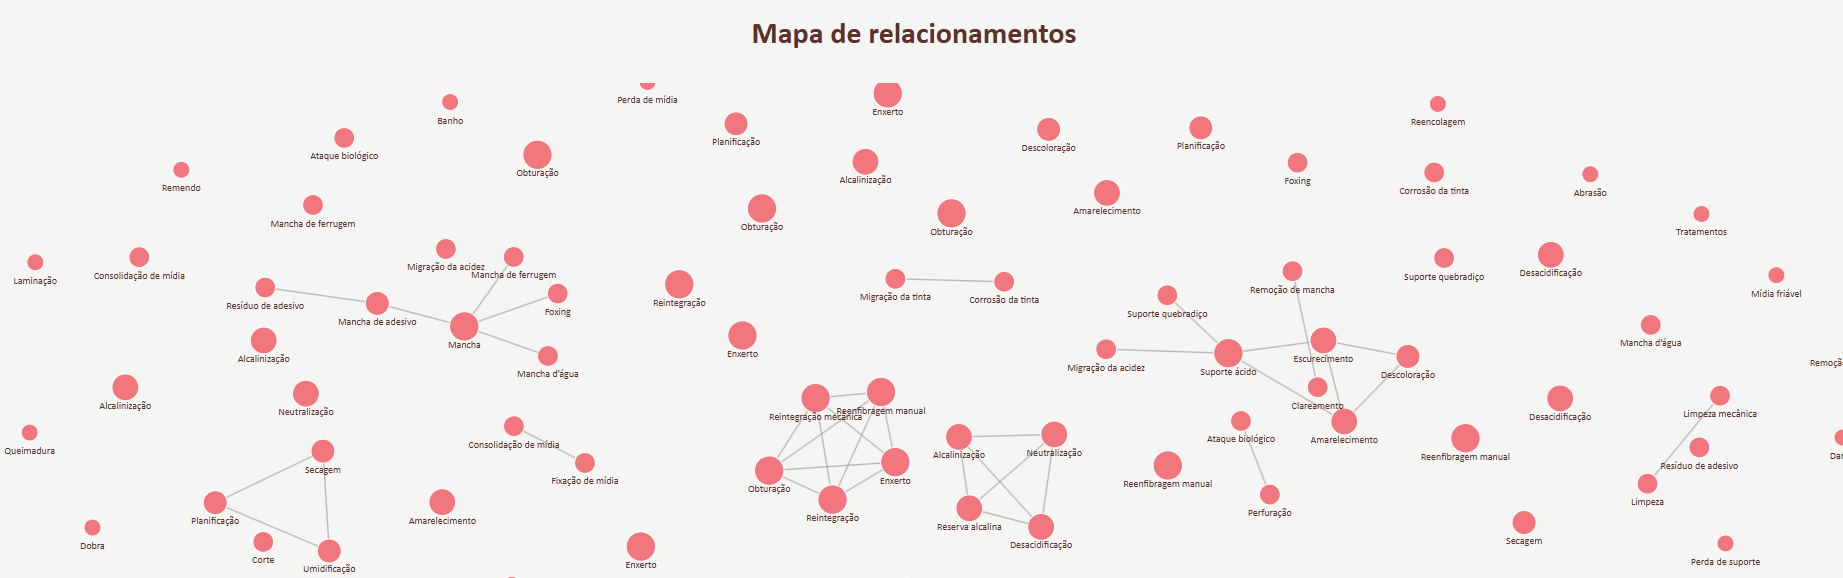 Mapa de relacionamentos
Perda de mídia
Enxerto
Banho
Reencolagem
Planificação
Descoloração
Planificação
Ataque biológico
Obturação
Alcalinização
Foxing
Remendo
Corrosão da tinta
Abrasão
Amarelecimento
Mancha de ferrugem
Obturação
Obturação
Tratamentos
Migração da acidez
Mancha de ferrugem
Consolidação de mídia
Laminação
Suporte quebradiço
Desacidificação
Resíduo de adesivo
Foxing
Reintegração
Migração da tinta
Corrosão da tinta
Remoção de mancha
Mídia friável
Mancha de adesivo
Mancha
Suporte quebradiço
Mancha d'água
Alcalinização
Enxerto
Escurecimento
Mancha d'água
Migração da acidez
Suporte ácido
Descoloração
Remoçã
Alcalinização
Neutralização
Reintegração mecânica
Reenfibragem manual
Clareamento
Desacidificação
Limpeza mecânica
Queimadura
Consolidação de mídia
Alcalinização
Neutralização
Ataque biológico
Amarelecimento
Reenfibragem manual
Dar
Secagem
Fixação de mídia
Obturação
Enxerto
Reenfibragem manual
Resíduo de adesivo
Planificação
Amarelecimento
Reintegração
Reserva alcalina
Perfuração
Limpeza
Dobra
Corte
Umidificação
Enxerto
Desacidificação
Secagem
Perda de suporte